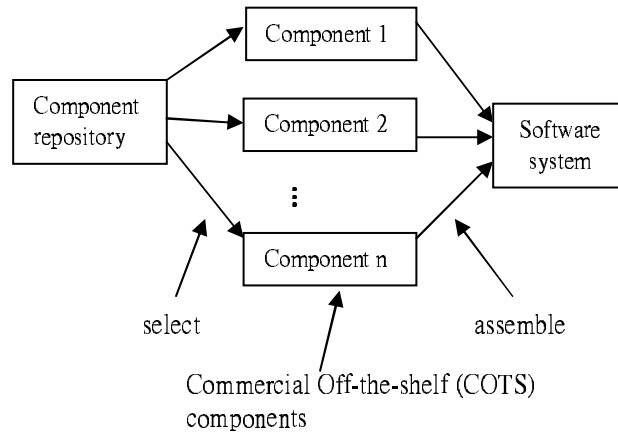 Component 1
Component
repository
Component 2
Software
system
⋮
Component n
select
assemble
Commercial Off-the-shelf (COTS)
components